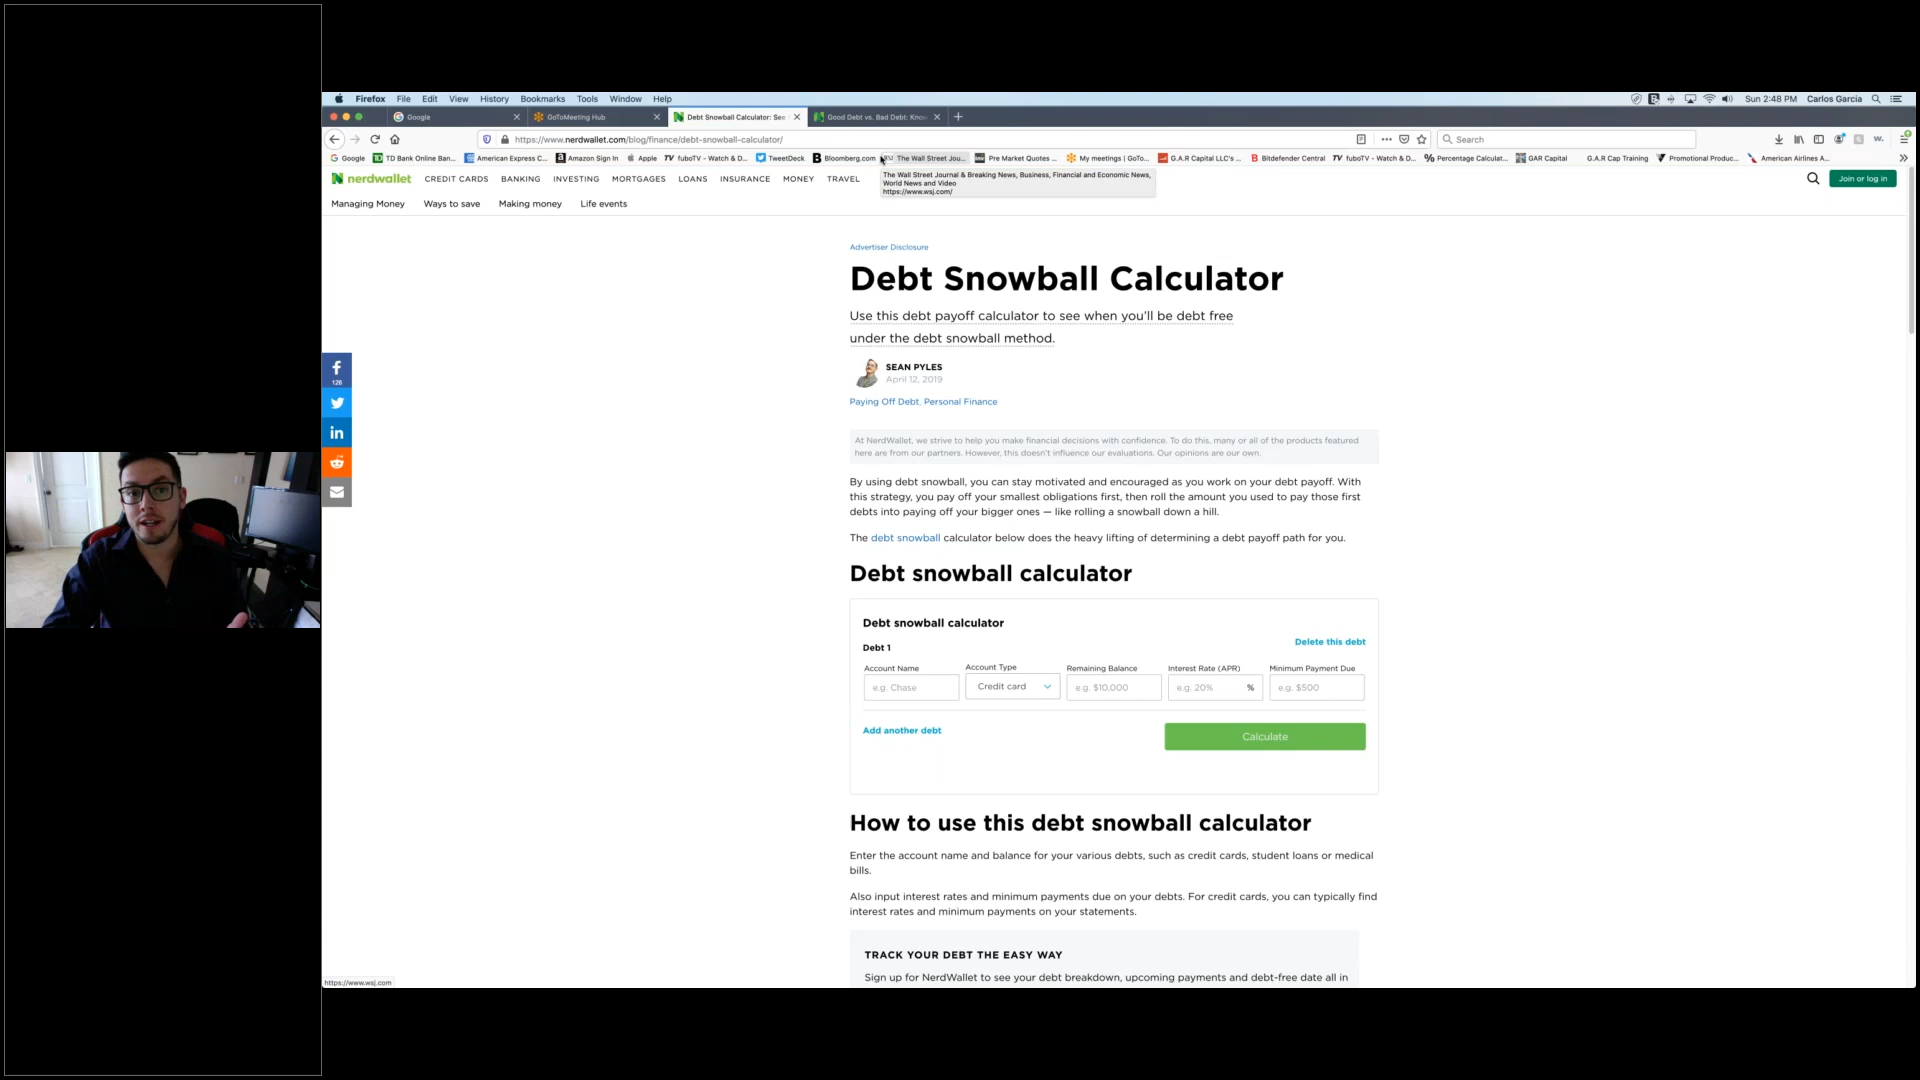 Firefox File Edit View History Bookmarks Tools Window Help Sun 2:48 PM Carlos Garcia
Google GoToMeeting Hub Debt Snowball Calculator: See Good Debt vs. Bad Debt: Know
https://www.nerdwallet.com/blog/finance/debt-snowball-calculator/ Search
Google TD Bank Online Ban... American Express C... Amazon Sign In Apple fuboTV - Watch & D... TweetDeck Bloomberg.com The Wall Street Jou... Pre Market Quotes ... My meetings | GoTo... G.A.R Capital LLC's ... Bitdefender Central fuboTV - Watch & D... Percentage Calculat... GAR Capital G.A.R Cap Training Promotional Produc... American Airlines A...
nerdwallet CREDIT CARDS BANKING INVESTING MORTGAGES LOANS INSURANCE MONEY TRAVEL Join or log in
The Wall Street Journal & Breaking News, Business, Financial and Economic News,
World News and Video
https://www.wsj.com/
Managing Money Ways to save Making money Life events
Advertiser Disclosure
Debt Snowball Calculator
Use this debt payoff calculator to see when you'll be debt free
under the debt snowball method.
SEAN PYLES
April 12, 2019
Paying Off Debt, Personal Finance
126
At NerdWallet, we strive to help you make financial decisions with confidence. To do this, many or all of the products featured
here are from our partners. However, this doesn't influence our evaluations. Our opinions are our own.
By using debt snowball, you can stay motivated and encouraged as you work on your debt payoff. With
this strategy, you pay off your smallest obligations first, then roll the amount you used to pay those first
debts into paying off your bigger ones — like rolling a snowball down a hill.
The debt snowball calculator below does the heavy lifting of determining a debt payoff path for you.
Debt snowball calculator
Debt snowball calculator
Delete this debt
Debt 1
Account Name Account Type Remaining Balance Interest Rate (APR) Minimum Payment Due
e.g. Chase Credit card e.g. $10,000 e.g. 20% % e.g. $500
Add another debt Calculate
How to use this debt snowball calculator
Enter the account name and balance for your various debts, such as credit cards, student loans or medical
bills.
Also input interest rates and minimum payments due on your debts. For credit cards, you can typically find
interest rates and minimum payments on your statements.
TRACK YOUR DEBT THE EASY WAY
Sign up for NerdWallet to see your debt breakdown, upcoming payments and debt-free date all in
https://www.wsj.com